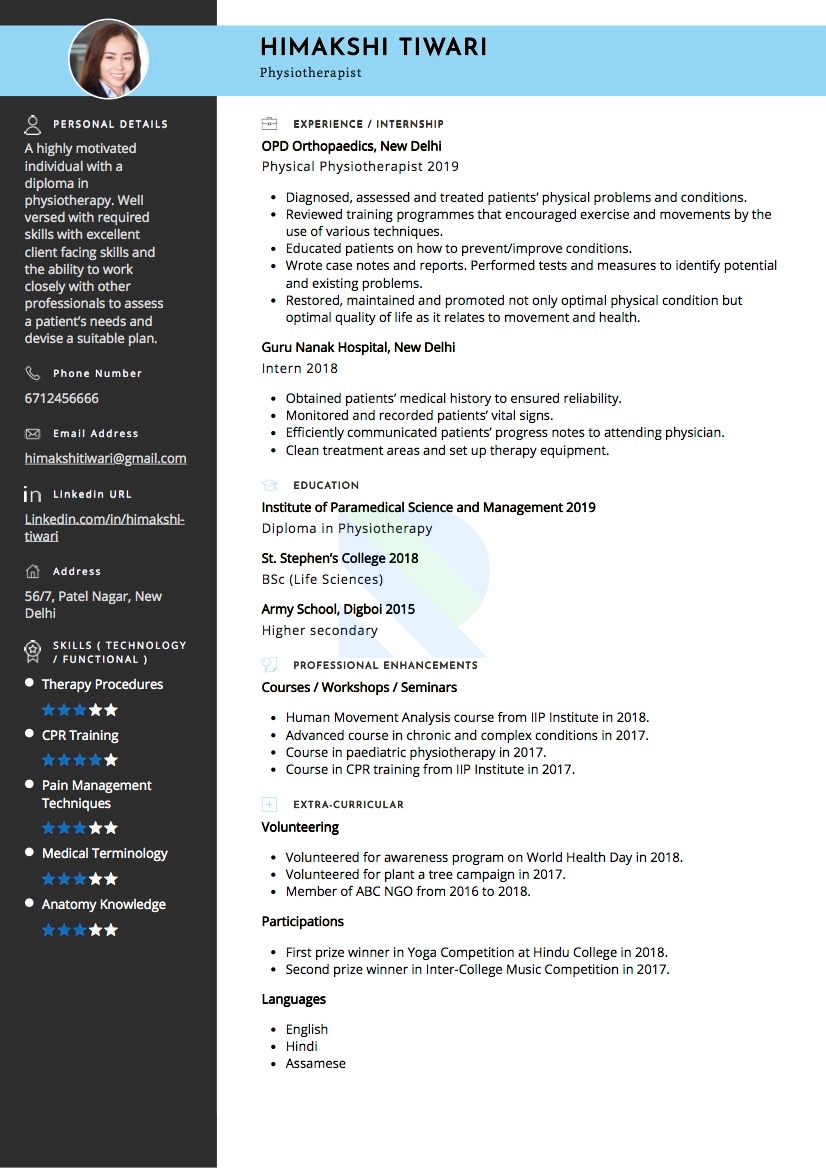 HIMAKSHI TIWARI
Physiotherapist
PERSONAL DETAILS
A highly motivated
individual with a
diploma in
physiotherapy. Well
versed with required
skills with excellent
client facing skills and
the ability to work
closely with other
professionals to assess
a patient's needs and
devise a suitable plan.
Phone Number
6712456666
Email Address
himakshitiwari@gmail.com
in Linkedin URL
Linkedin.com/in/himakshi-
tiwari
Address
56/7, Patel Nagar, New
Delhi
SKILLS ( TECHNOLOGY
/ FUNCTIONAL )
Therapy Procedures
CPR Training
Pain Management
Techniques
Medical Terminology
Anatomy Knowledge
EXPERIENCE / INTERNSHIP
OPD Orthopaedics, New Delhi
Physical Physiotherapist 2019
• Diagnosed, assessed and treated patients' physical problems and conditions.
• Reviewed training programmes that encouraged exercise and movements by the
use of various techniques.
• Educated patients on how to prevent/improve conditions.
• Wrote case notes and reports. Performed tests and measures to identify potential
and existing problems.
• Restored, maintained and promoted not only optimal physical condition but
optimal quality of life as it relates to movement and health.
Guru Nanak Hospital, New Delhi
Intern 2018
• Obtained patients' medical history to ensured reliability.
• Monitored and recorded patients' vital signs.
• Efficiently communicated patients' progress notes to attending physician.
• Clean treatment areas and set up therapy equipment.
EDUCATION
Institute of Paramedical Science and Management 2019
Diploma in Physiotherapy
St. Stephen's College 2018
BSc (Life Sciences)
Army School, Digboi 2015
Higher secondary
PROFESSIONAL ENHANCEMENTS
Courses / Workshops / Seminars
• Human Movement Analysis course from IIP Institute in 2018.
• Advanced course in chronic and complex conditions in 2017.
• Course in paediatric physiotherapy in 2017.
• Course in CPR training from IIP Institute in 2017.
EXTRA-CURRICULAR
Volunteering
• Volunteered for awareness program on World Health Day in 2018.
• Volunteered for plant a tree campaign in 2017.
• Member of ABC NGO from 2016 to 2018.
Participations
• First prize winner in Yoga Competition at Hindu College in 2018.
• Second prize winner in Inter-College Music Competition in 2017.
Languages
• English
• Hindi
• Assamese